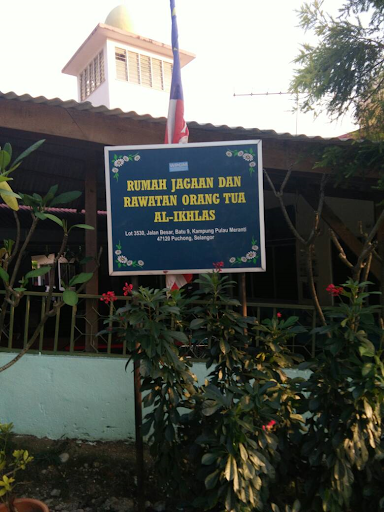 RUMAH JAGAAN DAN
RAWATAN ORANG TUA
AL-IKHLAS
Lot 3538, Jalan Besar, Batu 9, Kampung Pulau Meranti
47120 Puchong, Selangor.